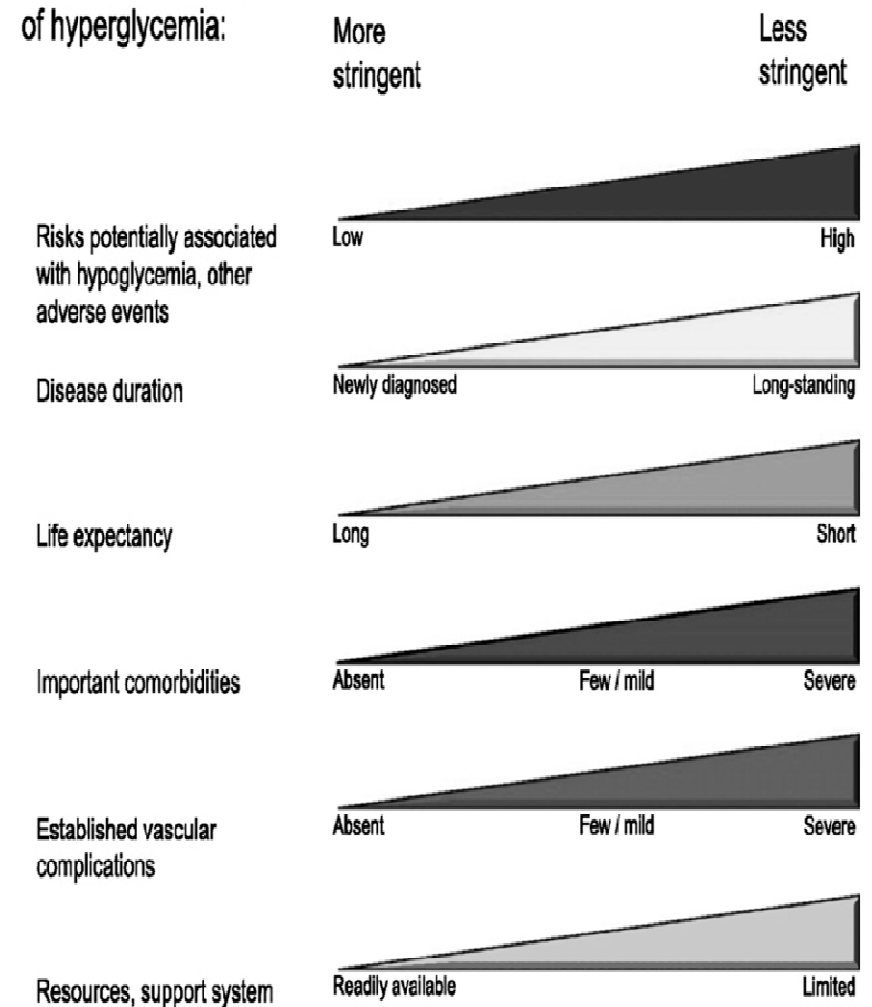 of hyperglycemia:
More
stringent
Less
stringent
Risks potentially associated
with hypoglycemia, other
adverse events
Low
High
Disease duration
Newly diagnosed
Long-standing
Life expectancy
Long
Short
Important comorbidities
Absent
Few / mild
Severe
Established vascular
complications
Absent
Few / mild
Severe
Resources, support system
Readily available
Limited